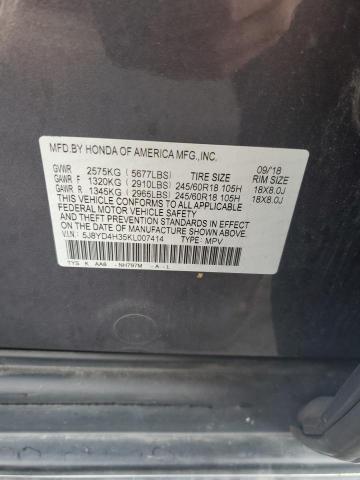 MFD.BY HONDA OF AMERICA MFG.,INC. 09/18
GVWR 2575KG (5677LBS) TIRE SIZE RIM SIZE
GAWR F 1320KG (2910LBS) 245/60R18 105H 18X8.0J
GAWR R 1345KG (2965LBS) 245/60R18 105H 18X8.0J
THIS VEHICLE CONFORMS TO ALL APPLICABLE
FEDERAL MOTOR VEHICLE SAFETY
AND THEFT PREVENTION STANDARDS IN EFFECT
ON THE DATE OF MANUFACTURE SHOWN ABOVE.
V.I.N.: 5J8YD4H35KL007414 TYPE: MPV
TYS K AA6 -NH797M -A -L